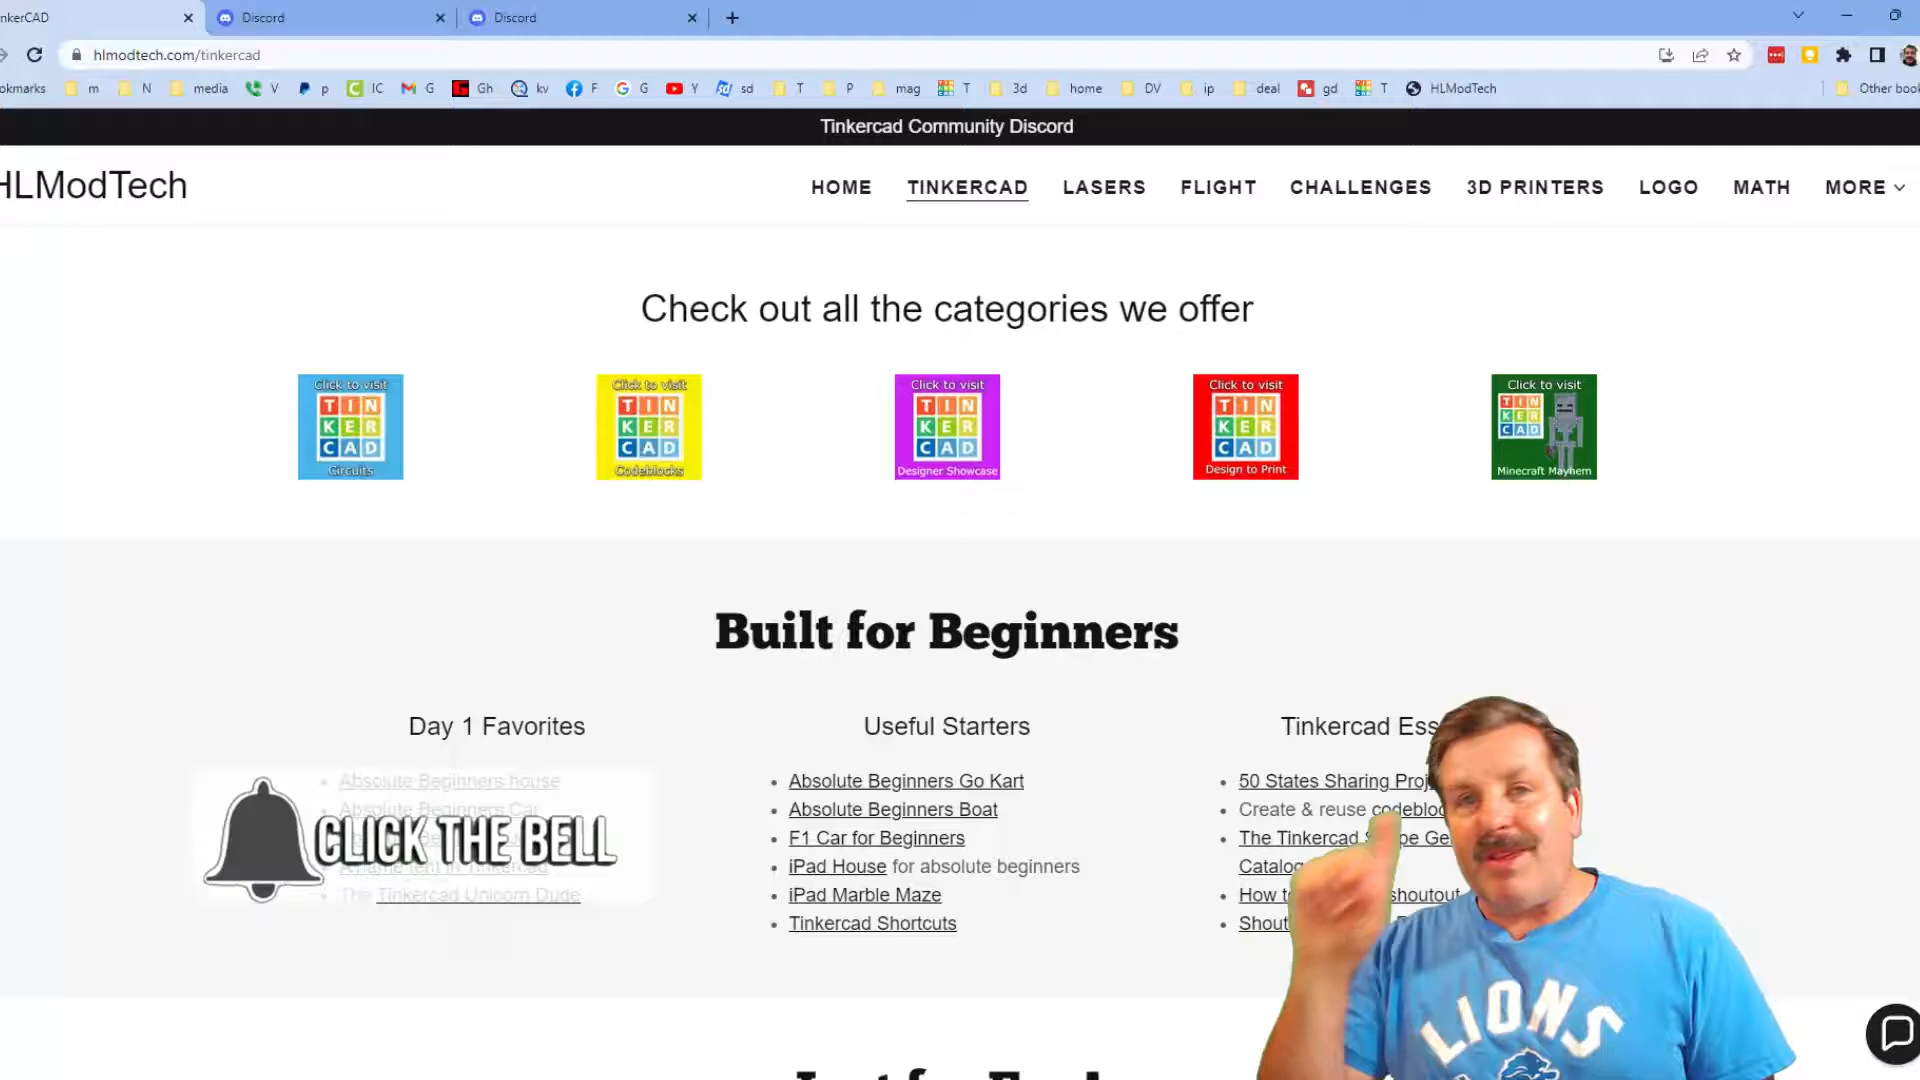 nkerCAD
Discord
Discord
hlmodtech.com/tinkercad
okmarks m N media V p IC G Gh kv F G Y sd T P mag T 3d home DV ip deal gd T HLModTech Other book
Tinkercad Community Discord
HLModTech
HOME TINKERCAD LASERS FLIGHT CHALLENGES 3D PRINTERS LOGO MATH MORE
Check out all the categories we offer
Click to visit
TIN
KER
CAD
Circuits
Click to visit
TIN
KER
CAD
Codeblocks
Click to visit
TIN
KER
CAD
Designer Showcase
Click to visit
TIN
KER
CAD
Design to Print
Click to visit
TIN
KER
CAD
Minecraft Mayhem
Built for Beginners
Day 1 Favorites
Absolute Beginners house
Absolute Beginners Car
CLICK THE BELL
The Tinkercad Unicorn Dude
Useful Starters
Absolute Beginners Go Kart
Absolute Beginners Boat
F1 Car for Beginners
iPad House for absolute beginners
iPad Marble Maze
Tinkercad Shortcuts
Tinkercad Ess
50 States Sharing Proj
Create & reuse codebloc
The Tinkercad Ge
Catalog
How t shoutout
Shout
LIONS